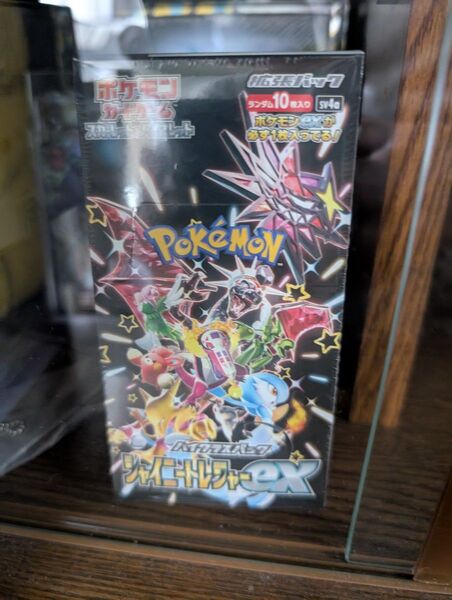 ポケモン
カードゲーム
スカーレット&バイオレット
拡張パック
ランダム10枚入り
SV4a
ポケモンexが
必ず1枚入ってる!
POKéMON
ハイクラスパック
シャイニートレジャーex